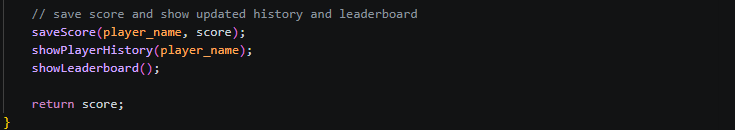 // save score and show updated history and leaderboard
saveScore(player_name, score);
showPlayerHistory(player_name);
showLeaderboard();
return score;
}